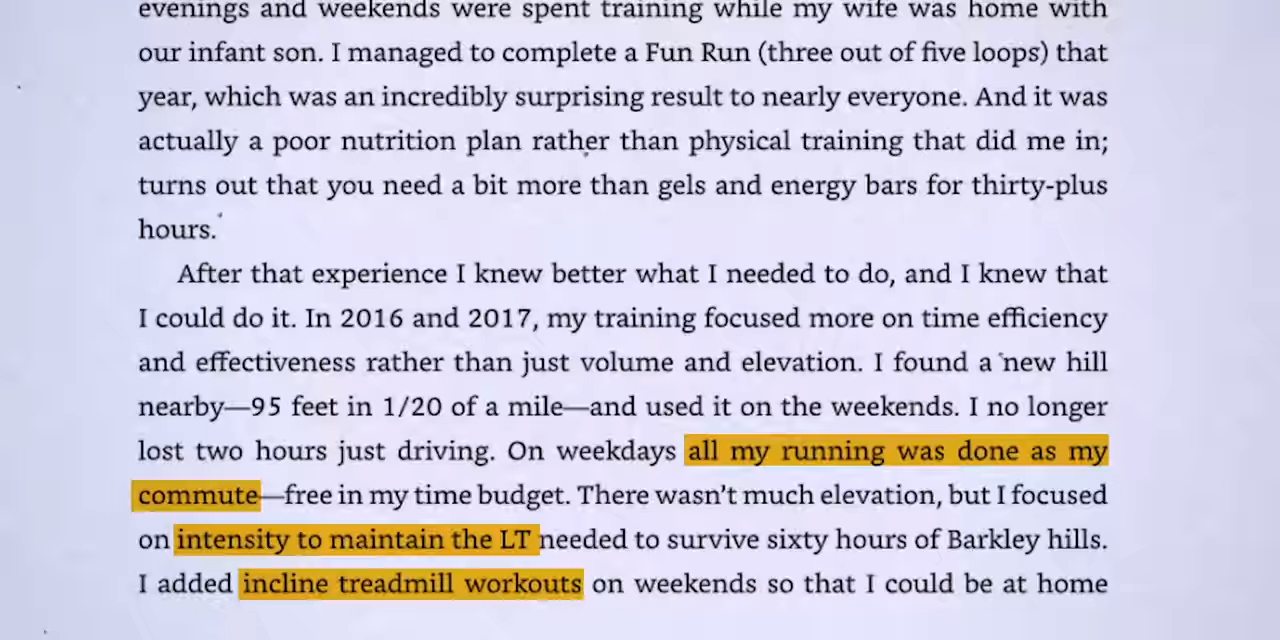 evenings and weekends were spent training while my wife was home with
our infant son. I managed to complete a Fun Run (three out of five loops) that
year, which was an incredibly surprising result to nearly everyone. And it was
actually a poor nutrition plan rather than physical training that did me in;
turns out that you need a bit more than gels and energy bars for thirty-plus
hours.
After that experience I knew better what I needed to do, and I knew that
I could do it. In 2016 and 2017, my training focused more on time efficiency
and effectiveness rather than just volume and elevation. I found a new hill
nearby—95 feet in 1/20 of a mile—and used it on the weekends. I no longer
lost two hours just driving. On weekdays all my running was done as my
commute—free in my time budget. There wasn't much elevation, but I focused
on intensity to maintain the LT needed to survive sixty hours of Barkley hills.
I added incline treadmill workouts on weekends so that I could be at home